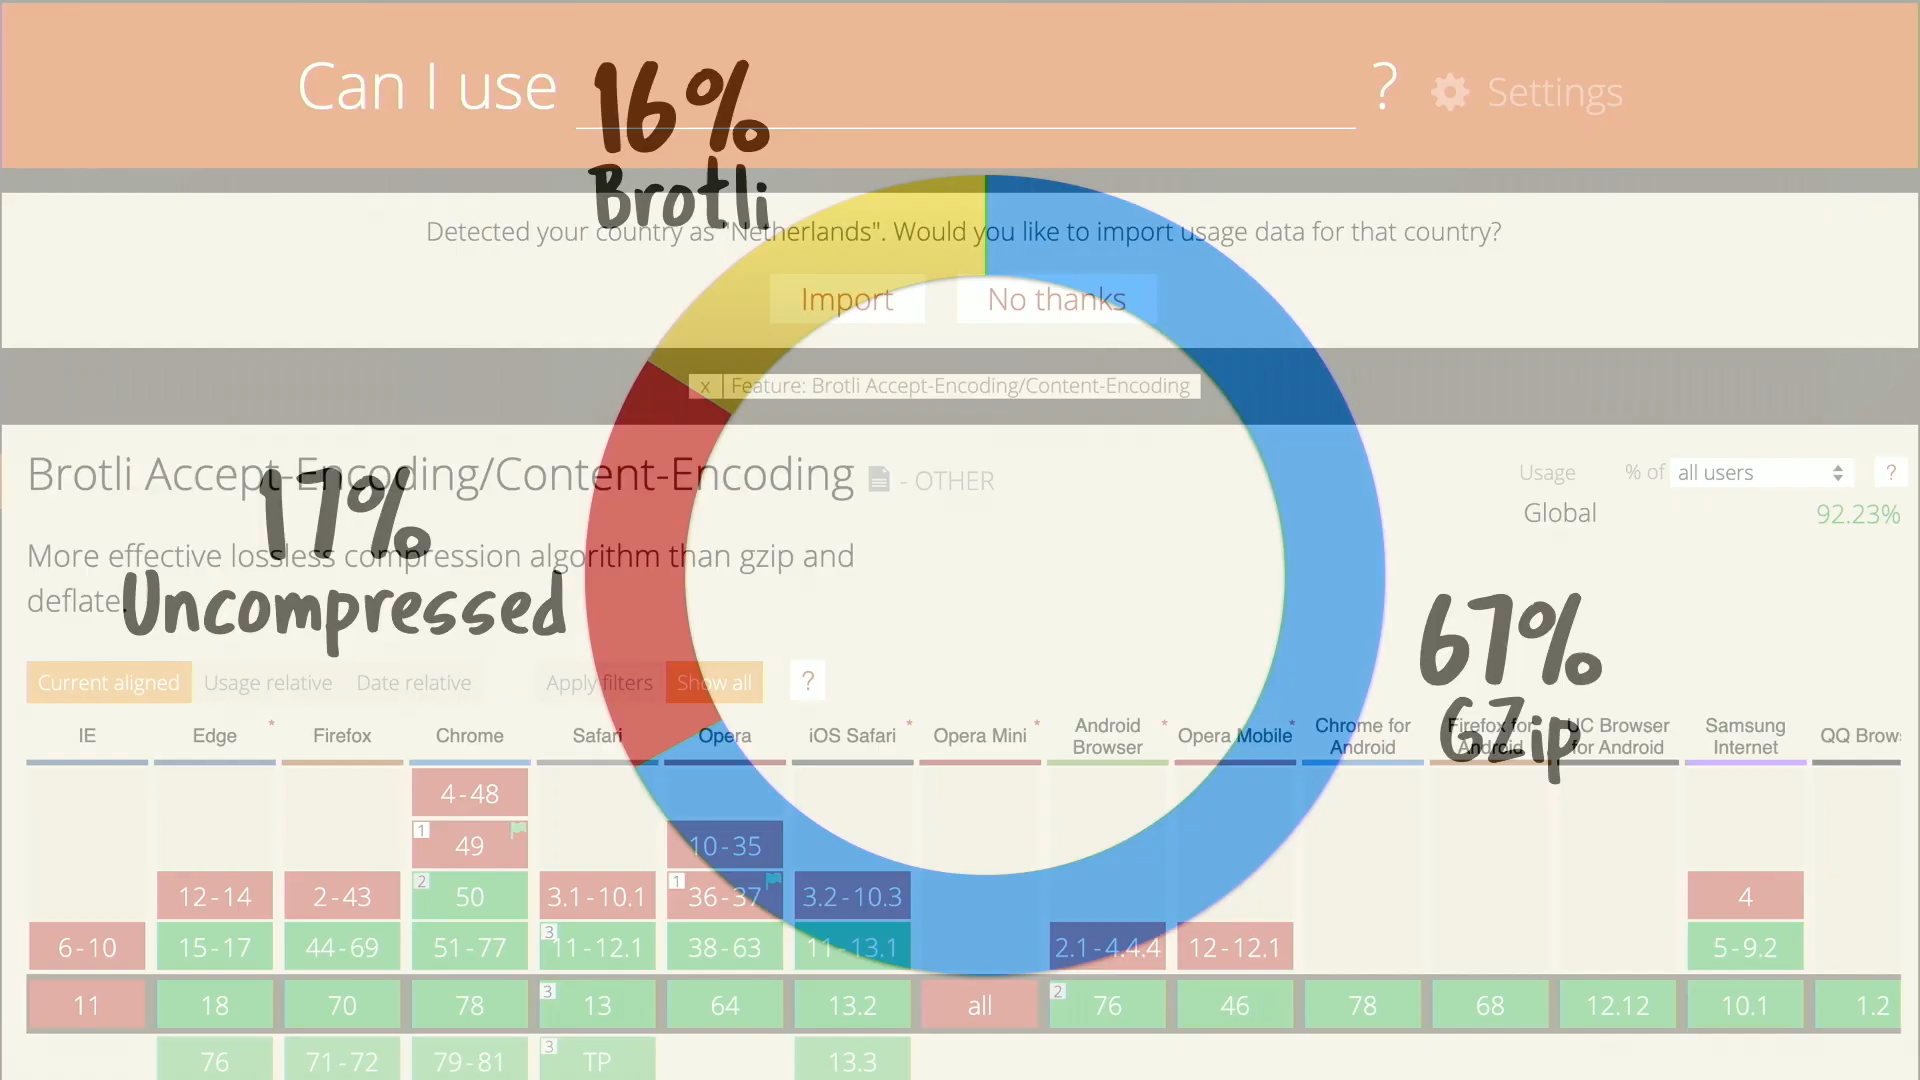 Can I use ? Settings
16%
Brotli
Detected your country as "Netherlands". Would you like to import usage data for that country?
Import No thanks
x Feature: Brotli Accept-Encoding/Content-Encoding
Brotli Accept-Encoding/Content-Encoding - OTHER
Usage % of all users ?
Global 92.23%
17%
Uncompressed
More effective lossless compression algorithm than gzip and
deflate.
67%
GZip
Current aligned Usage relative Date relative Apply filters Show all ?
IE Edge * Firefox Chrome Safari Opera iOS Safari * Opera Mini * Android Browser * Opera Mobile * Chrome for Android Firefox for Android UC Browser for Android Samsung Internet QQ Brows
4-48
1 49 10-35
12-14 2-43 2 50 3.1-10.1 1 36-37 3.2-10.3 4
6-10 15-17 44-69 51-77 3 11-12.1 38-63 11-13.1 2.1-4.4.4 12-12.1 5-9.2
11 18 70 78 3 13 64 13.2 all 2 76 46 78 68 12.12 10.1 1.2
76 71-72 79-81 3 TP 13.3